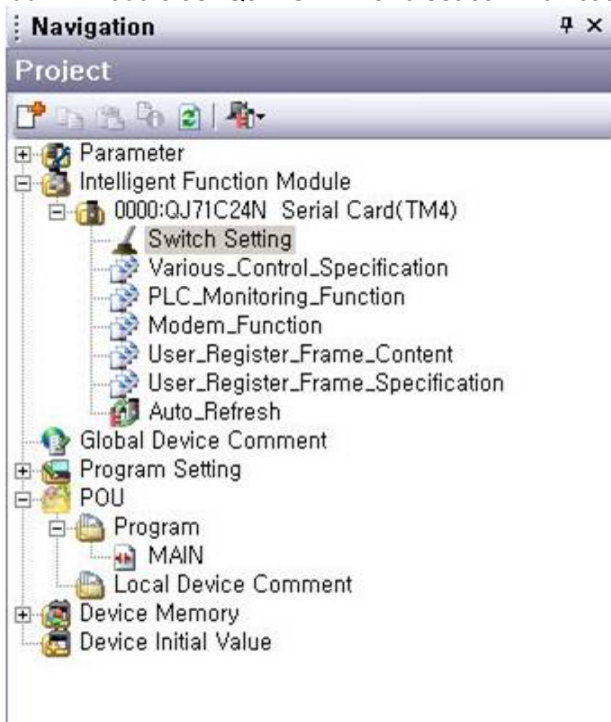 Navigation
Project
Parameter
Intelligent Function Module
0000:QJ71C24N Serial Card(TM4)
Switch Setting
Various_Control_Specification
PLC_Monitoring_Function
Modem_Function
User_Register_Frame_Content
User_Register_Frame_Specification
Auto_Refresh
Global Device Comment
Program Setting
POU
Program
MAIN
Local Device Comment
Device Memory
Device Initial Value